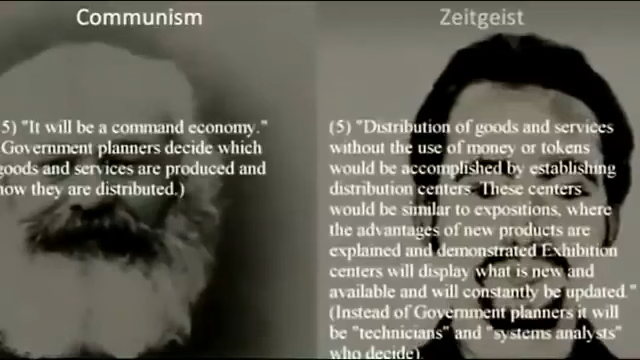 Communism
5) "It will be a command economy."
Government planners decide which
goods and services are produced and
how they are distributed.)
Zeitgeist
(5) "Distribution of goods and services
without the use of money or tokens
would be accomplished by establishing
distribution centers These centers
would be similar to expositions, where
the advantages of new products are
explained and demonstrated Exhibition
centers will display what is new and
available and will constantly be updated."
(Instead of Government planners it will
be "technicians" and "systems analysts"
who decide)